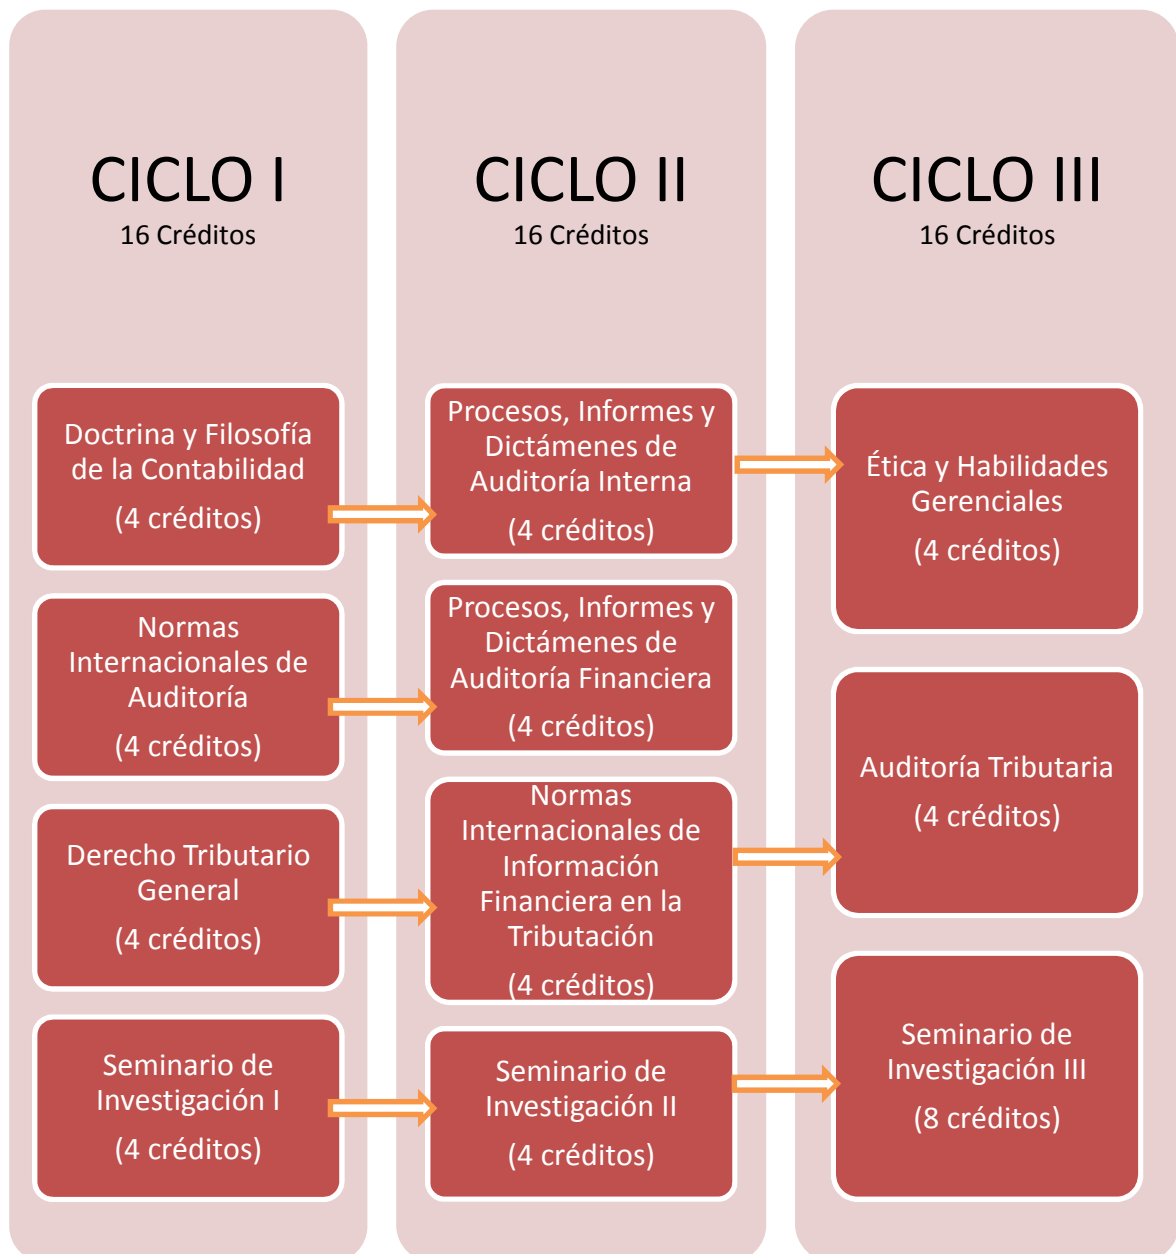 CICLO I
16 Créditos
Doctrina y Filosofía
de la Contabilidad
(4 créditos)
Normas
Internacionales de
Auditoría
(4 créditos)
Derecho Tributario
General
(4 créditos)
Seminario de
Investigación I
(4 créditos)
CICLO II
16 Créditos
Procesos, Informes y
Dictámenes de
Auditoría Interna
(4 créditos)
Procesos, Informes y
Dictámenes de
Auditoría Financiera
(4 créditos)
Normas
Internacionales de
Información
Financiera en la
Tributación
(4 créditos)
Seminario de
Investigación II
(4 créditos)
CICLO III
16 Créditos
Ética y Habilidades
Gerenciales
(4 créditos)
Auditoría Tributaria
(4 créditos)
Seminario de
Investigación III
(8 créditos)